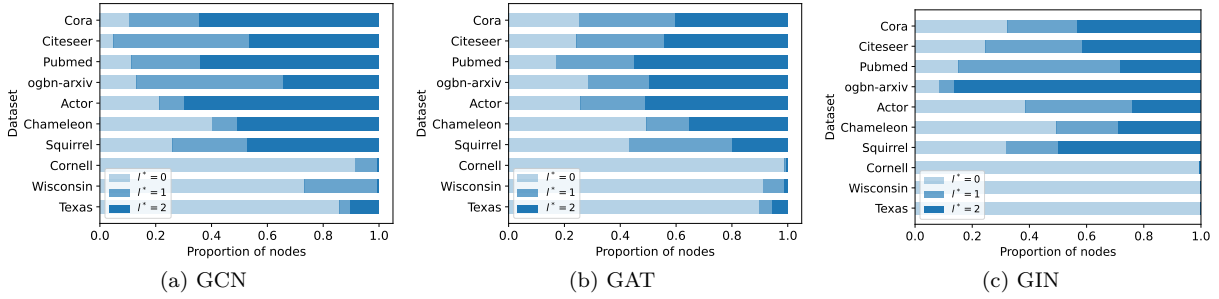 Cora
Citeseer
Pubmed
ogbn-arxiv
Actor
Chameleon
Squirrel
Cornell
Wisconsin
Texas
Dataset
l* = 0
l* = 1
l* = 2
0.0 0.2 0.4 0.6 0.8 1.0
Proportion of nodes
(a) GCN
Cora
Citeseer
Pubmed
ogbn-arxiv
Actor
Chameleon
Squirrel
Cornell
Wisconsin
Texas
Dataset
l* = 0
l* = 1
l* = 2
0.0 0.2 0.4 0.6 0.8 1.0
Proportion of nodes
(b) GAT
Cora
Citeseer
Pubmed
ogbn-arxiv
Actor
Chameleon
Squirrel
Cornell
Wisconsin
Texas
Dataset
l* = 0
l* = 1
l* = 2
0.0 0.2 0.4 0.6 0.8 1.0
Proportion of nodes
(c) GIN